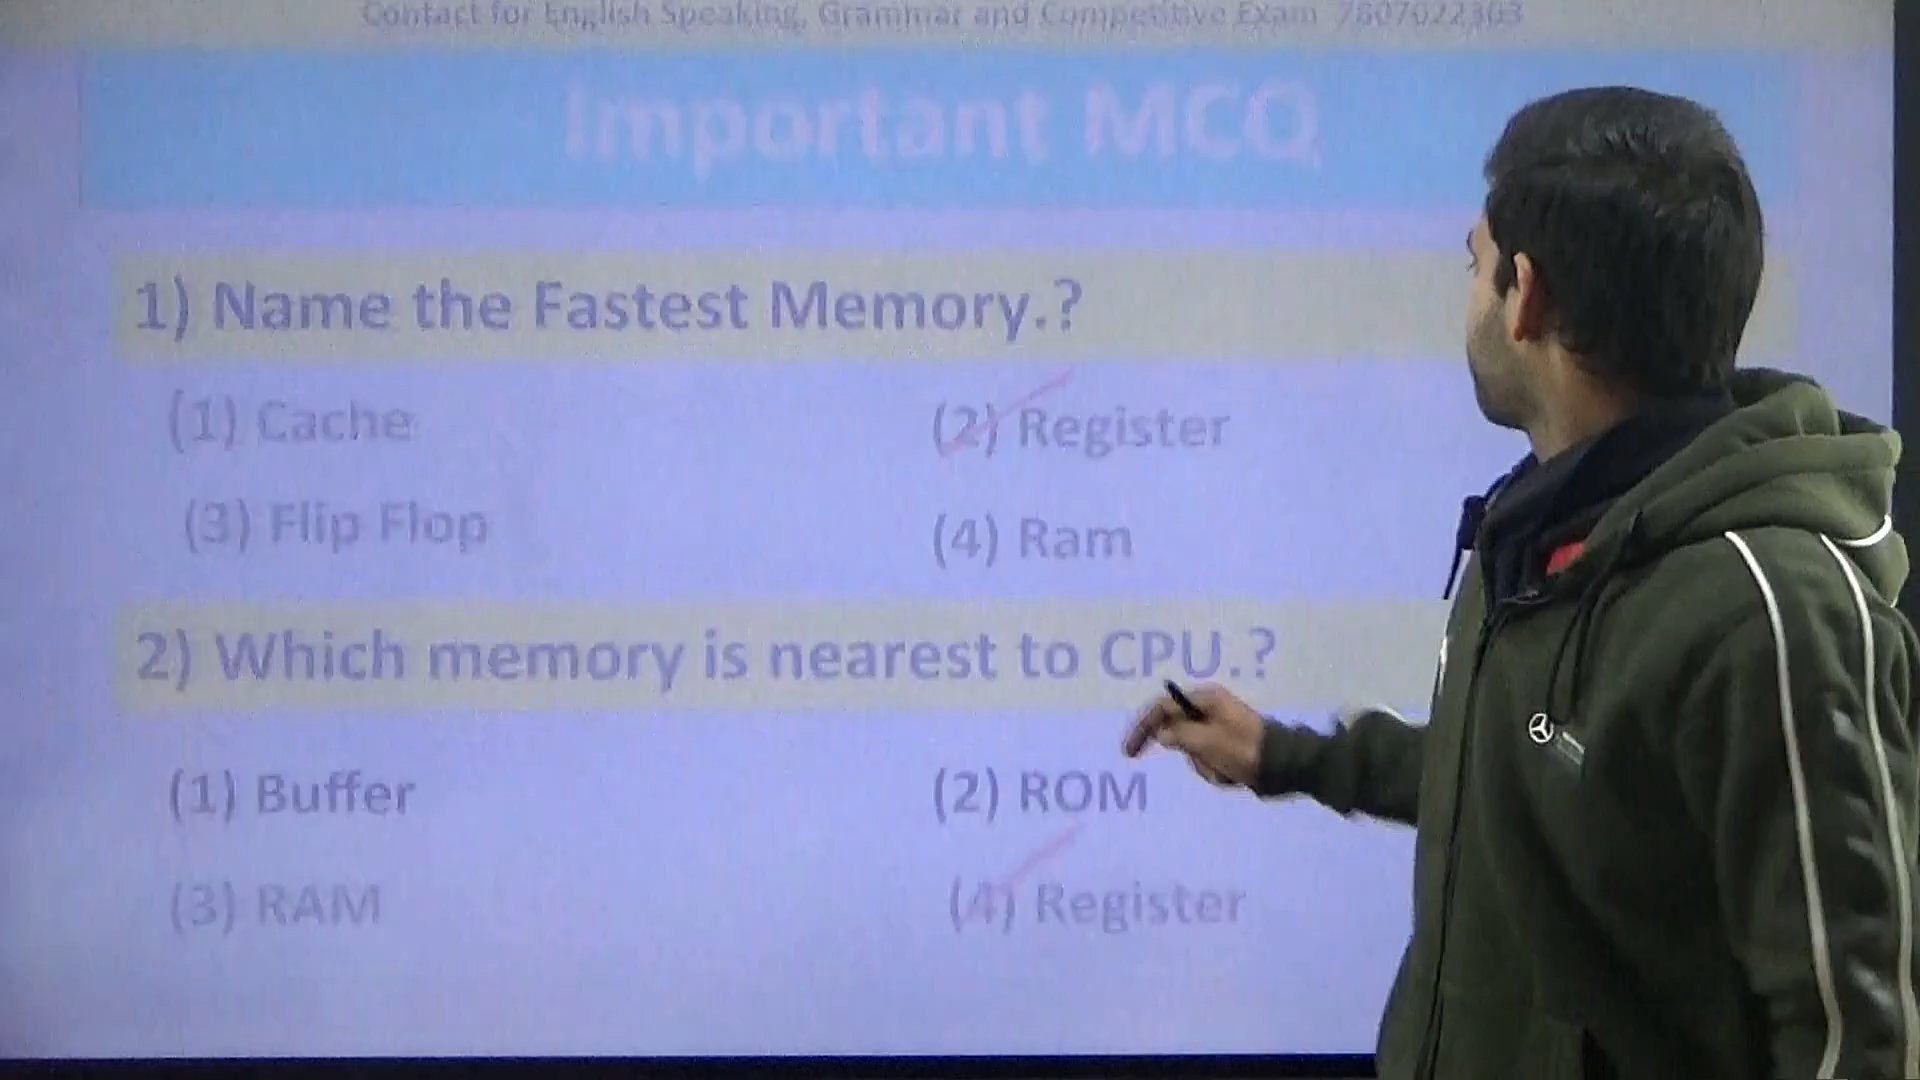 Contact for English Speaking, Grammar and Competitive Exam 7807022303
Important MCQ
1) Name the Fastest Memory.?
(1) Cache
(2) Register
(3) Flip Flop
(4) Ram
2) Which memory is nearest to CPU.?
(1) Buffer
(2) ROM
(3) RAM
(4) Register